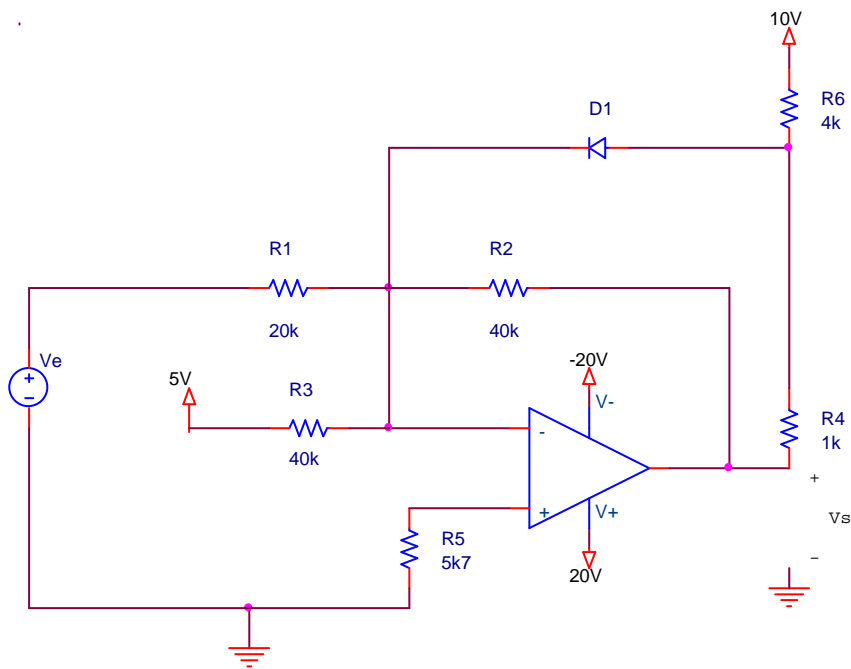 10V
R6
4k
D1
R1
20k
R2
40k
Ve
+
−
5V
R3
40k
-20V
V-
-
+
V+
20V
R5
5k7
R4
1k
+
Vs
-